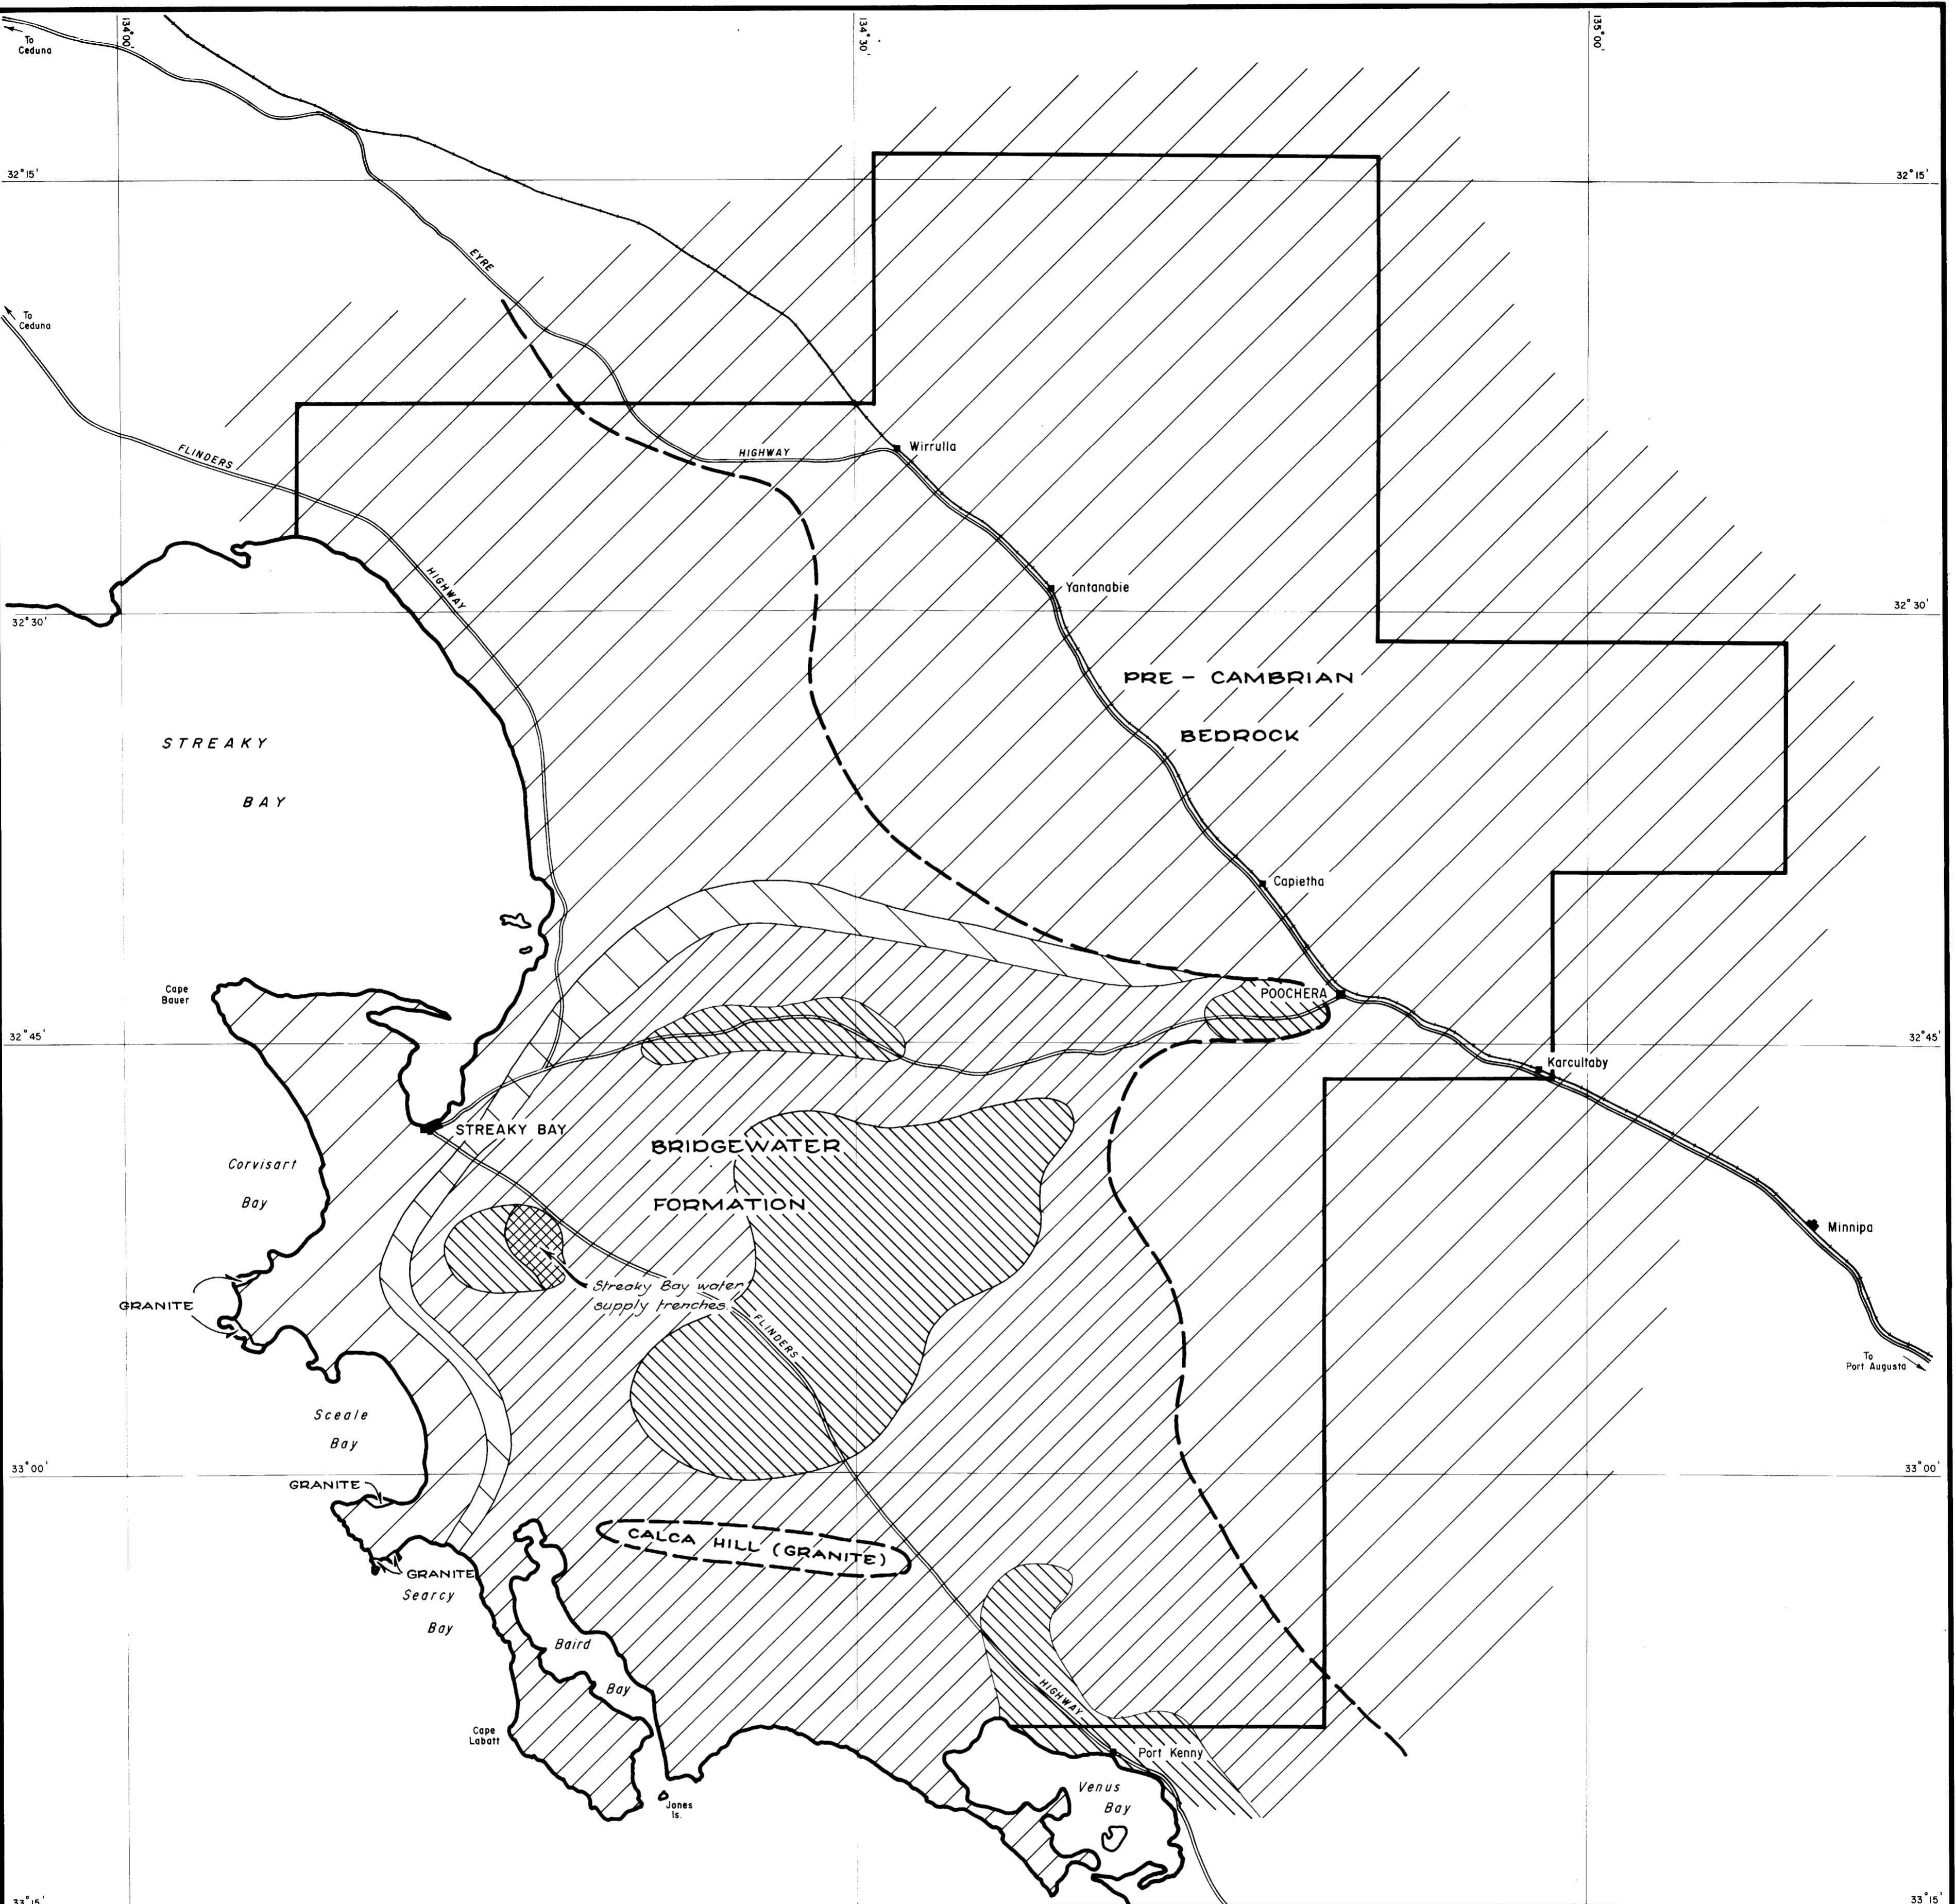 134°00'
134°30'
135°00'
To
Ceduna
32°15'
32°15'
EYRE
To
Ceduna
FLINDERS
HIGHWAY
Wirrulla
HIGHWAY
Yantanabie
32°30'
32°30'
PRE - CAMBRIAN
BEDROCK
STREAKY
BAY
Capietha
Cape
Bauer
POOCHERA
32°45'
32°45'
Karcultaby
STREAKY BAY
BRIDGEWATER
FORMATION
Corvisart
Bay
Minnipa
Streaky Bay water
supply trenches.
GRANITE
FLINDERS
To
Port Augusta
Sceale
Bay
33°00'
33°00'
GRANITE
CALCA HILL (GRANITE)
GRANITE
Searcy
Bay
Baird
Bay
HIGHWAY
Cape
Labatt
Port Kenny
Venus
Bay
Jones
Is.
33°15'
33°15'